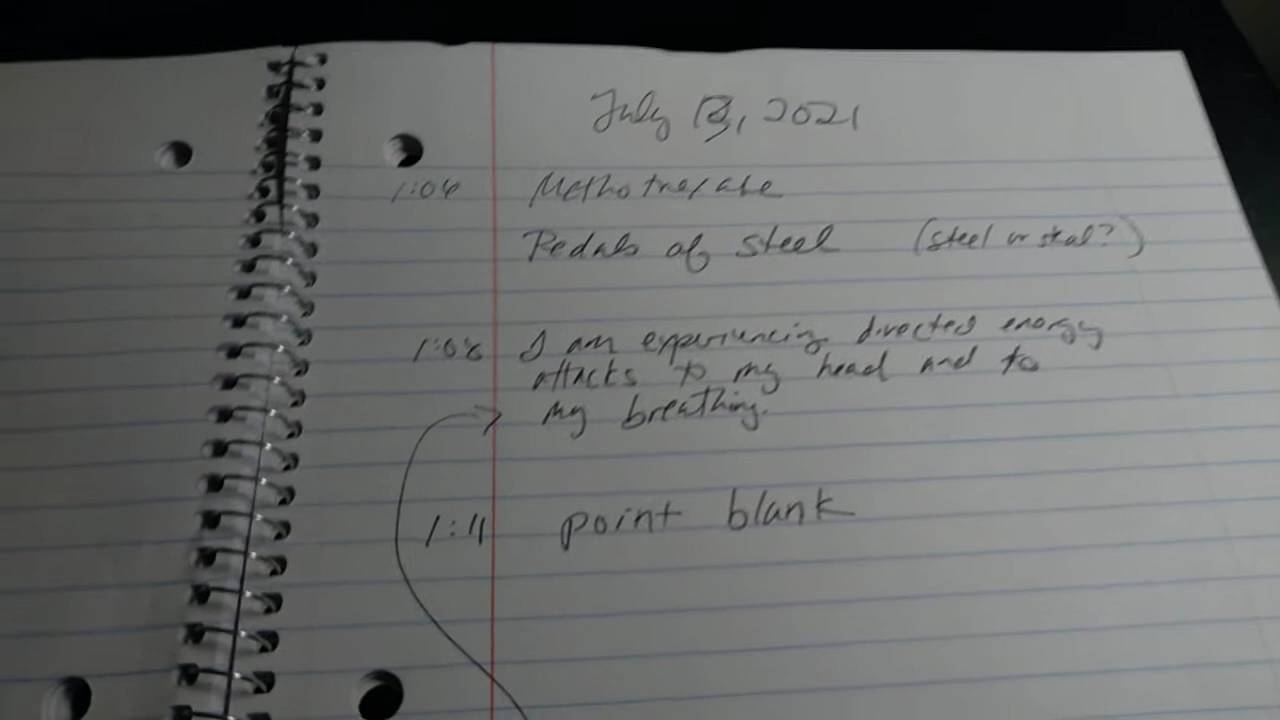 July 13, 2021
1:06 Methotrexate
Pedals of steel (steel or steal?)
1:08 I am experiencing directed energy
attacks to my head and to
my breathing.
1:11 point blank